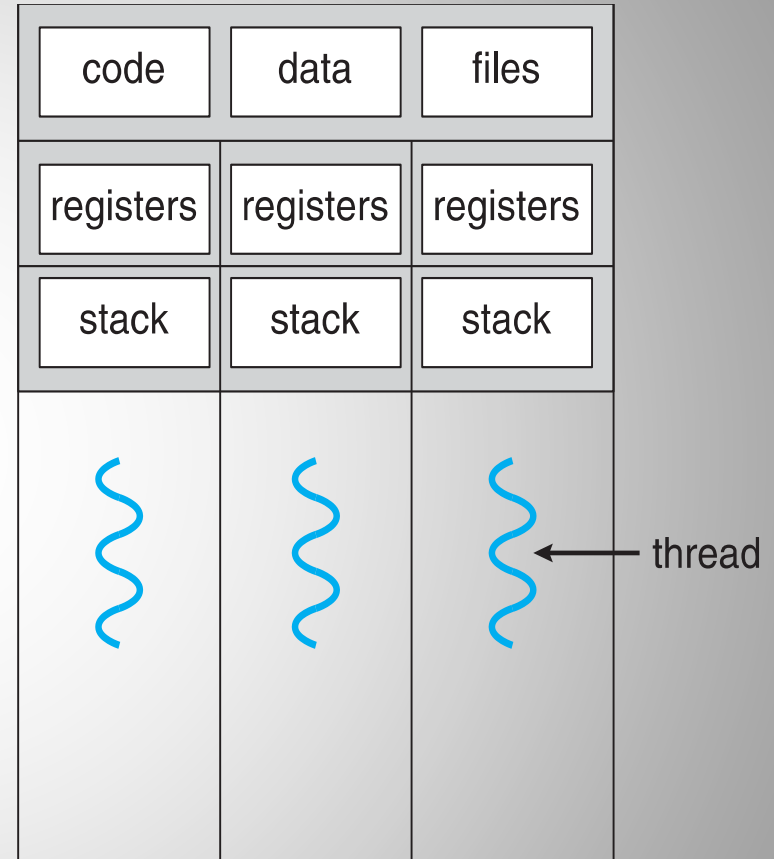 code data files
registers registers registers
stack stack stack
thread